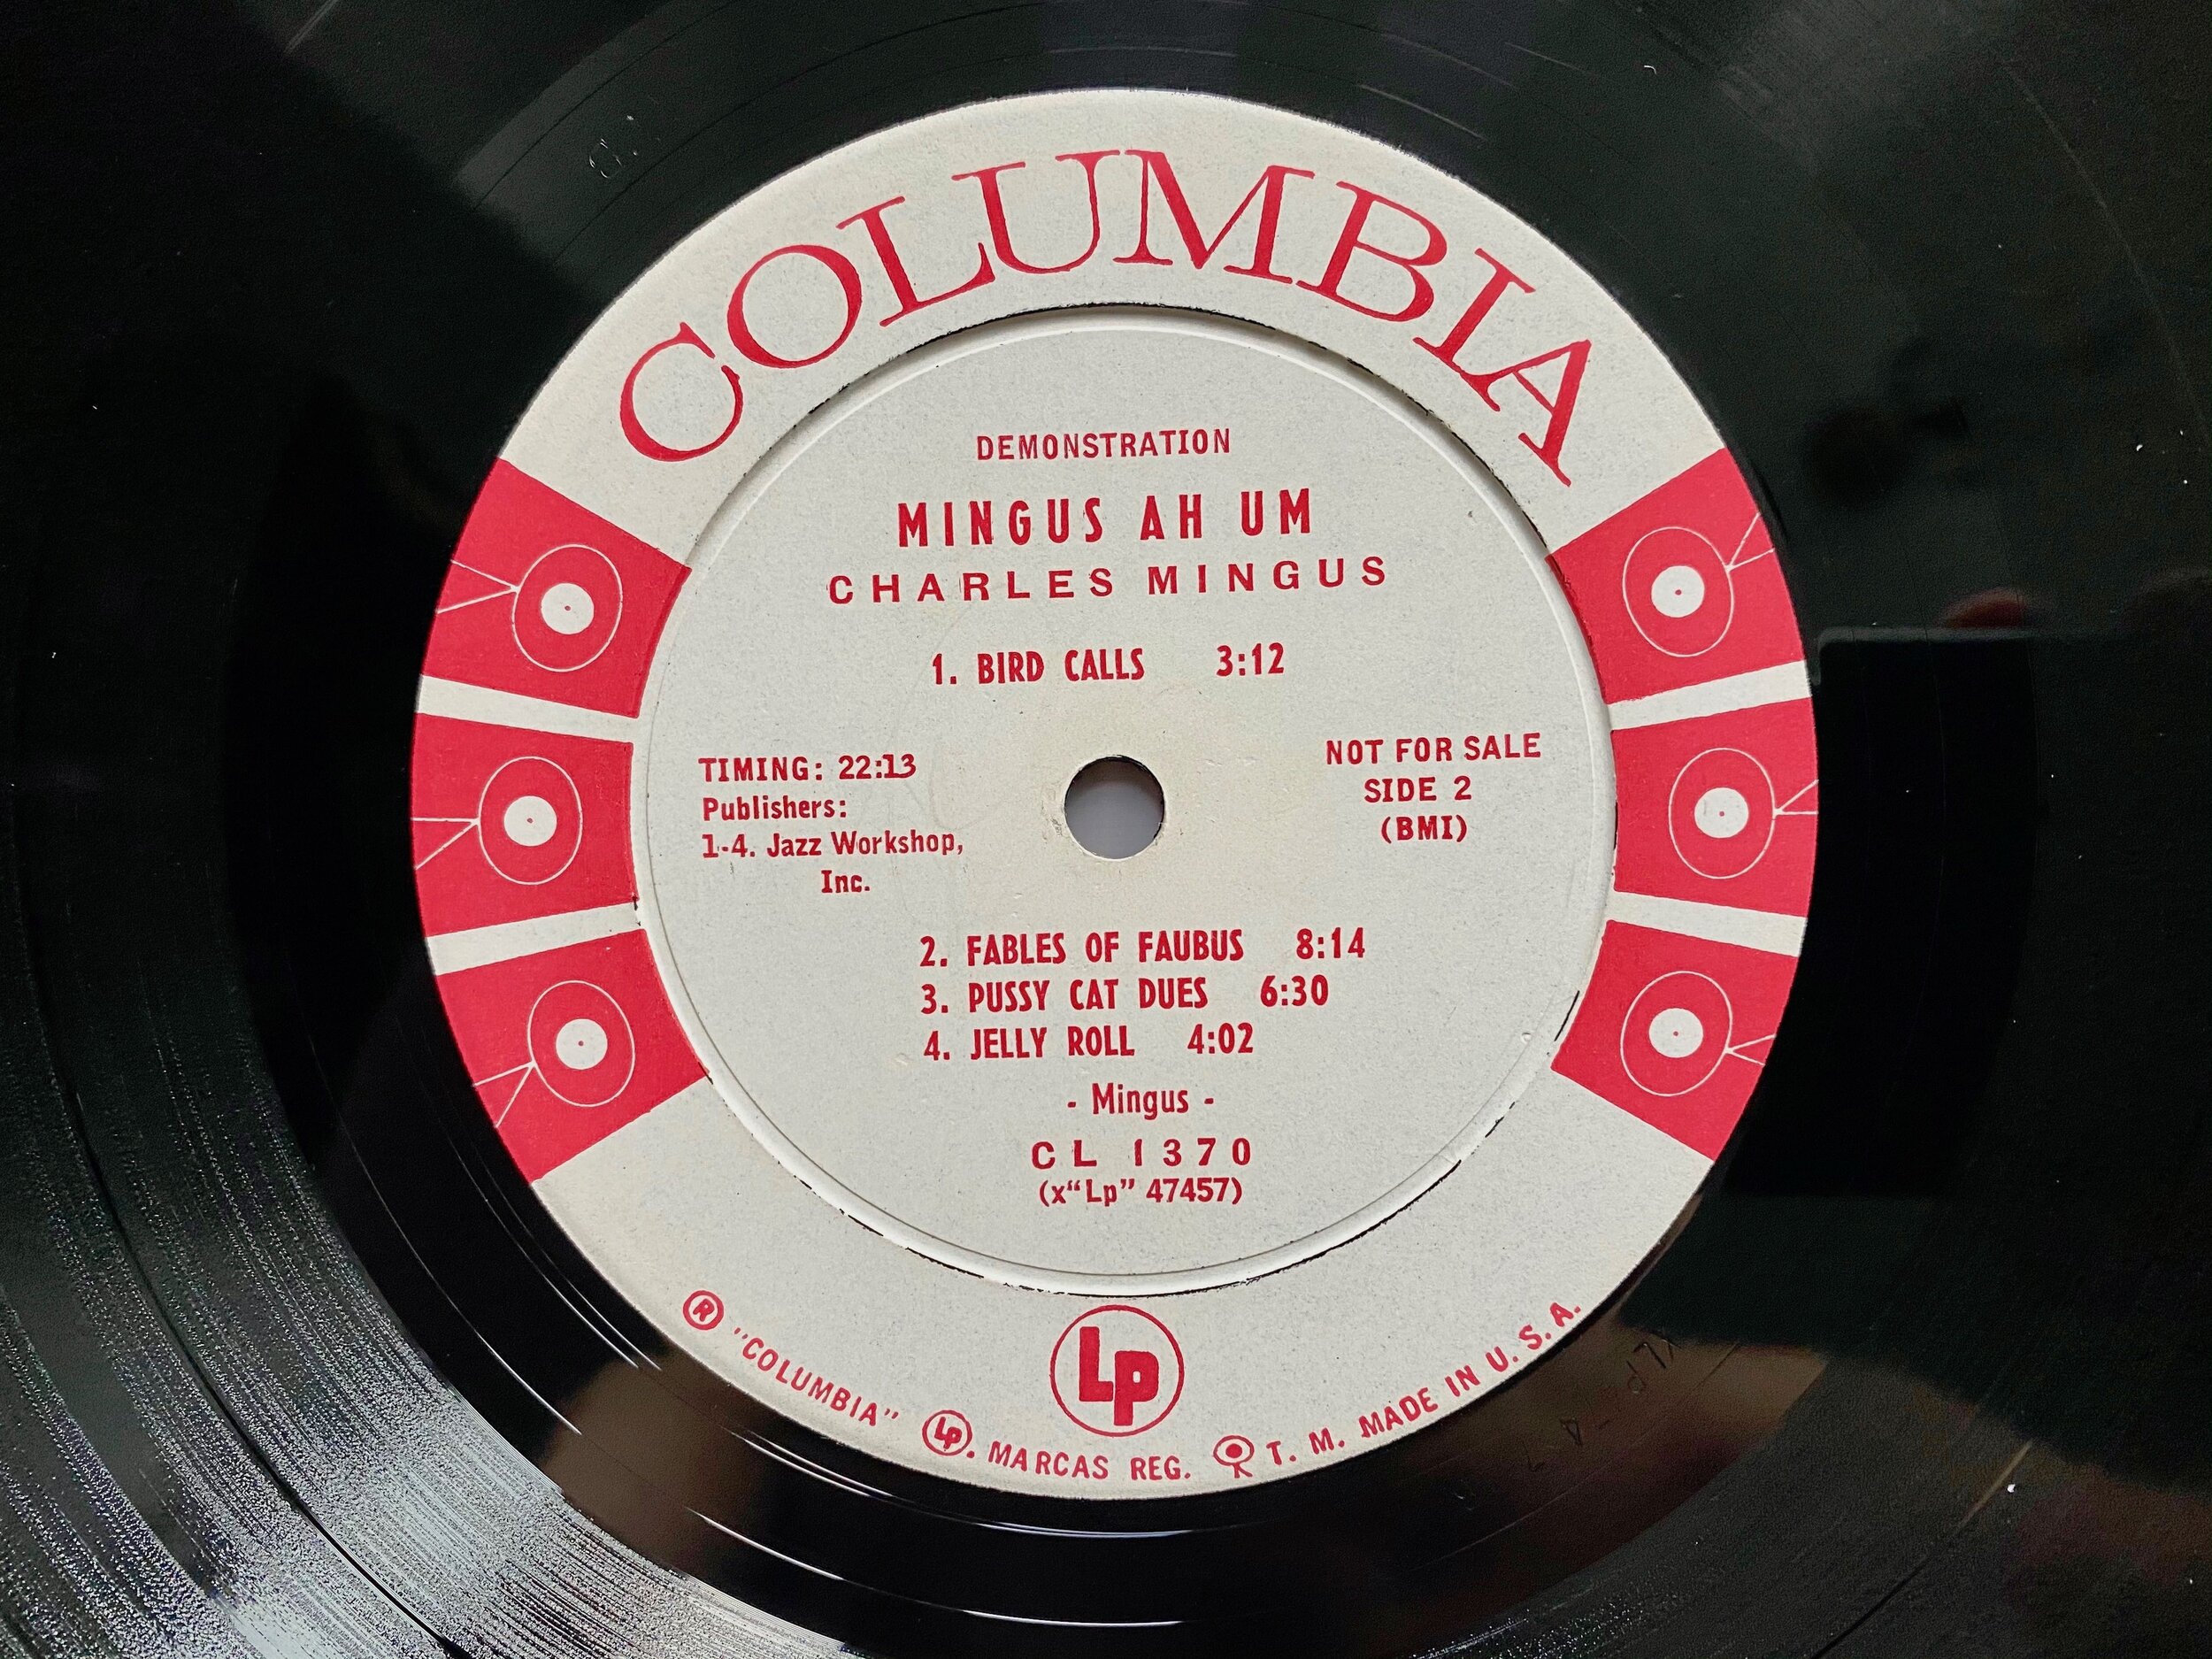 COLUMBIA
DEMONSTRATION
MINGUS AH UM
CHARLES MINGUS
1. BIRD CALLS 3:12
TIMING: 22:13
Publishers:
1-4. Jazz Workshop,
Inc.
NOT FOR SALE
SIDE 2
(BMI)
2. FABLES OF FAUBUS 8:14
3. PUSSY CAT DUES 6:30
4. JELLY ROLL 4:02
- Mingus -
CL 1370
(x“Lp” 47457)
Lp
® "COLUMBIA" Lp. MARCAS REG. T. M. MADE IN U. S. A.